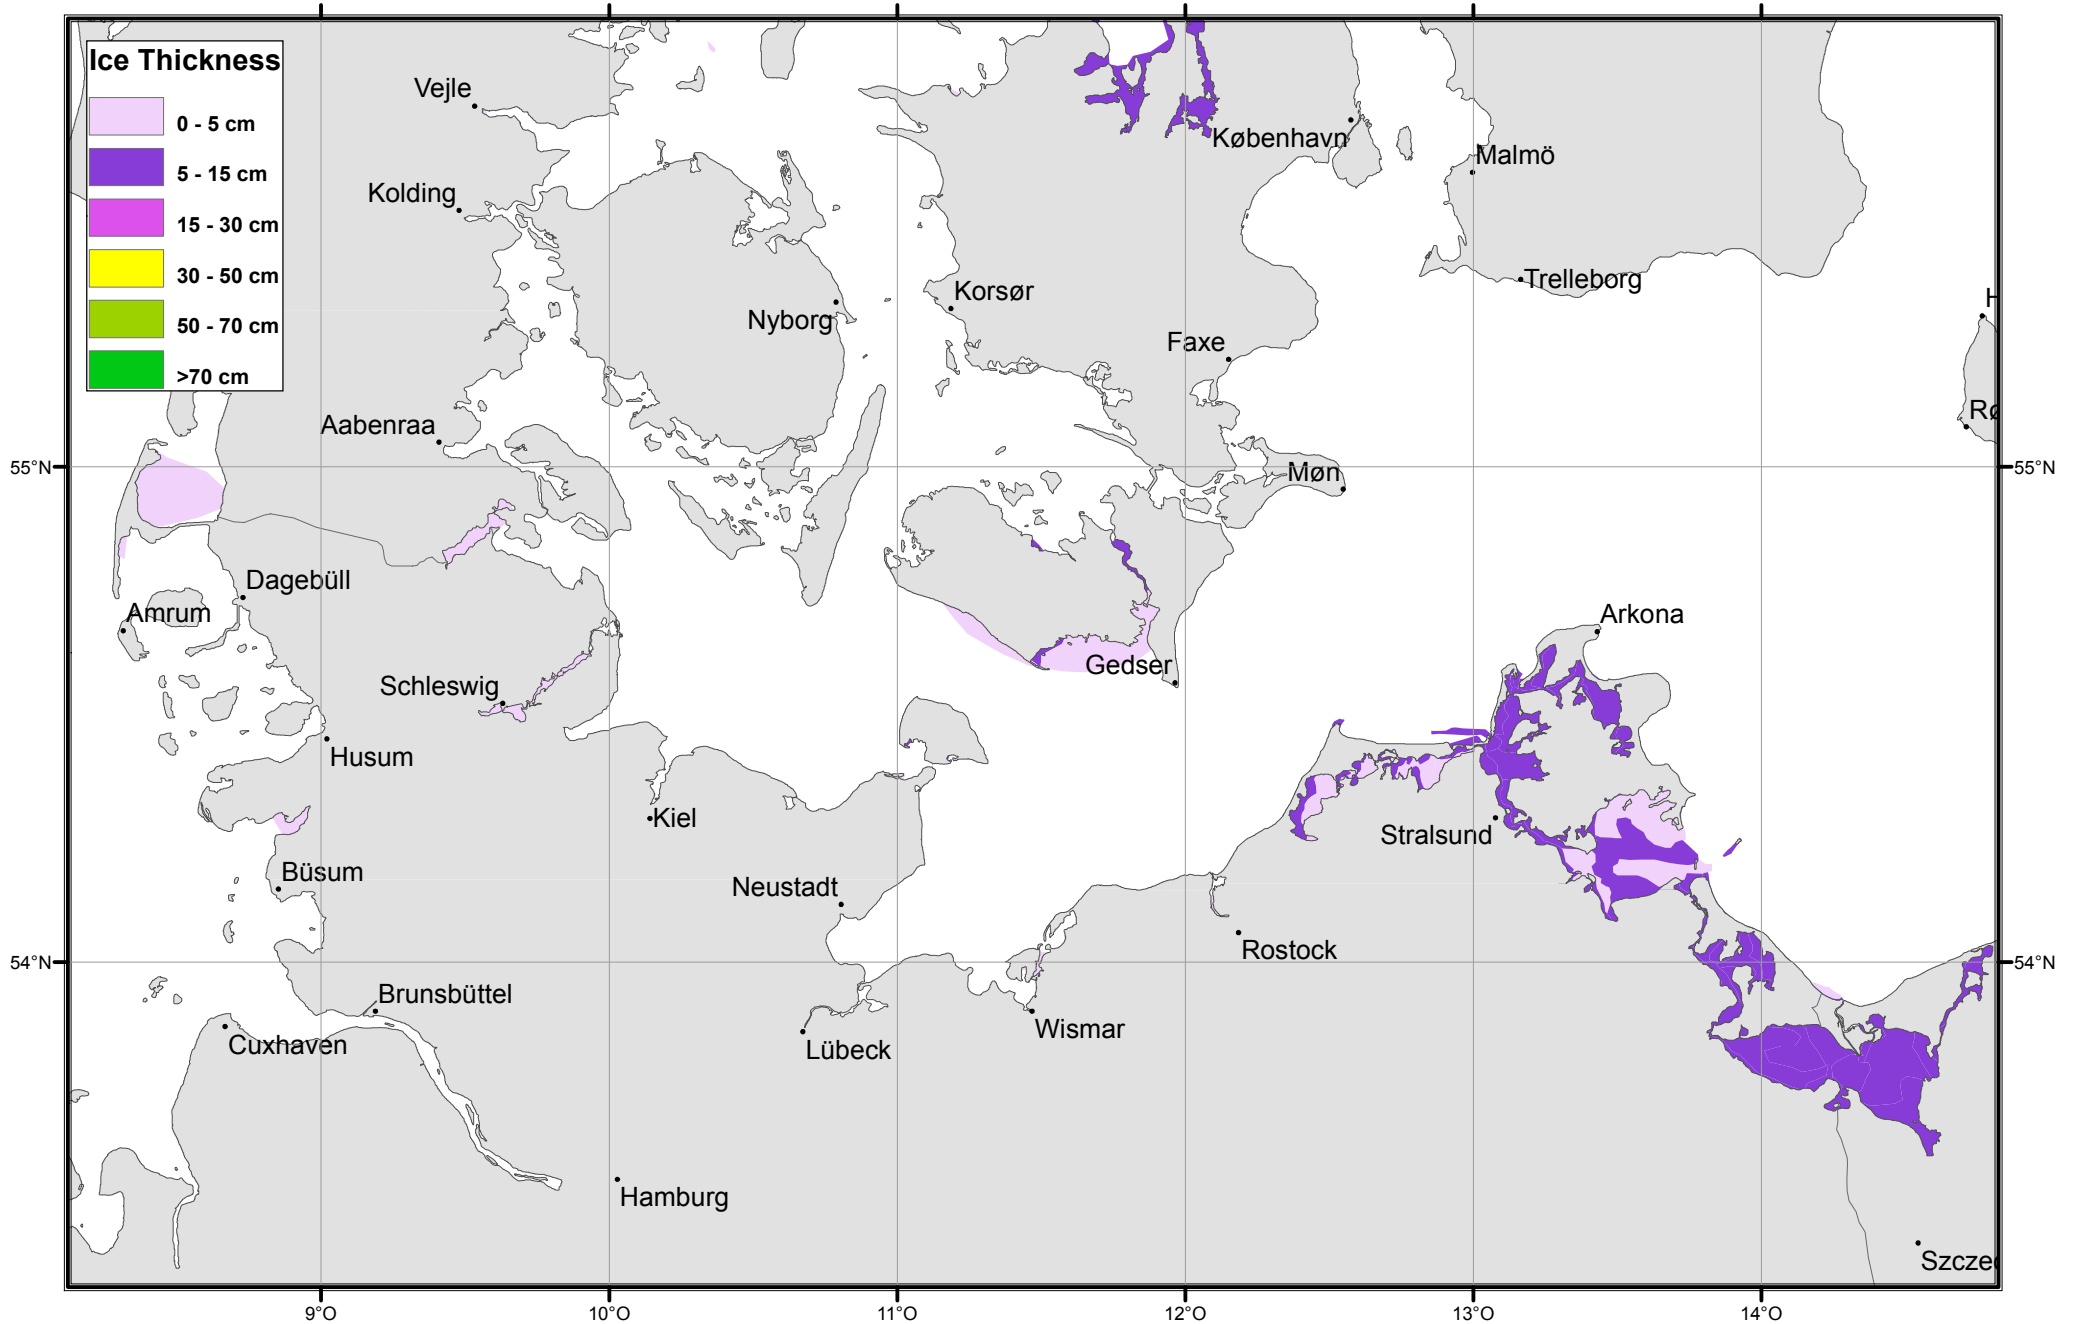 Ice Thickness
0 - 5 cm
5 - 15 cm
15 - 30 cm
30 - 50 cm
50 - 70 cm
>70 cm
Vejle
København
Malmö
Kolding
Trelleborg
Korsør
H
Nyborg
Faxe
Rø
Aabenraa
55°N
55°N
Møn
Dagebüll
Amrum
Arkona
Gedser
Schleswig
Husum
Kiel
Stralsund
Büsum
Neustadt
Rostock
54°N
54°N
Brunsbüttel
Wismar
Cuxhaven
Lübeck
Hamburg
Szcze
9°O
10°O
11°O
12°O
13°O
14°O